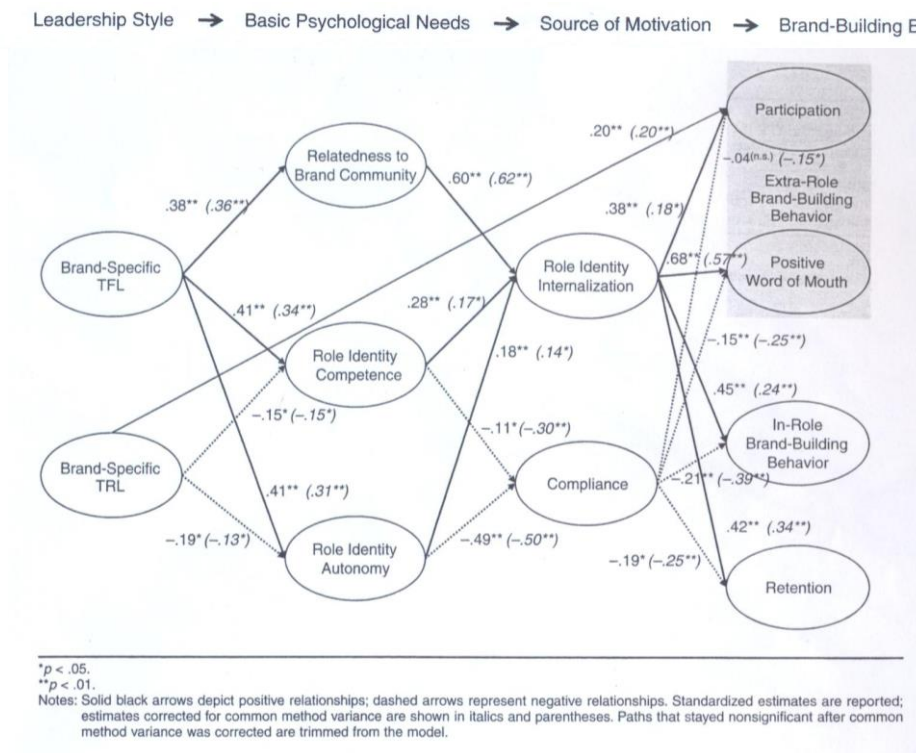 Leadership Style → Basic Psychological Needs → Source of Motivation → Brand-Building B
Participation
.20** (.20**)
-.04(n.s.) (-.15*)
Relatedness to
Brand Community
.60** (.62**)
Extra-Role
Brand-Building
Behavior
.38** (.36**)
.38** (.18*)
Brand-Specific
TFL
Role Identity
Internalization
.68** (.57**)
Positive
Word of Mouth
.41** (.34**)
.28** (.17*)
Role Identity
Competence
.18** (.14*)
-.15** (-.25**)
.45** (.24**)
-.15* (-.15*)
-.11* (-.30**)
In-Role
Brand-Building
Behavior
Brand-Specific
TRL
Compliance
-.21** (-.39**)
.41** (.31**)
-.19* (-.13*)
-.49** (-.50**)
.42** (.34**)
Role Identity
Autonomy
-.19* (-.25**)
Retention
*p < .05.
**p < .01.
Notes: Solid black arrows depict positive relationships; dashed arrows represent negative relationships. Standardized estimates are reported;
estimates corrected for common method variance are shown in italics and parentheses. Paths that stayed nonsignificant after common
method variance was corrected are trimmed from the model.